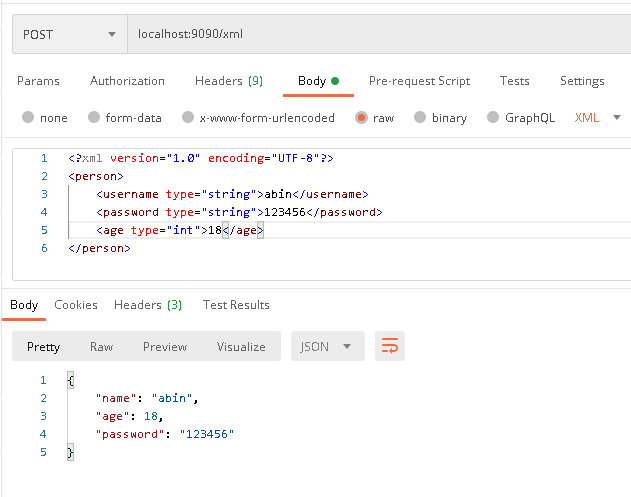 POST localhost:9090/xml
Params Authorization Headers (9) Body Pre-request Script Tests Settings
none form-data x-www-form-urlencoded raw binary GraphQL XML
1 <?xml version="1.0" encoding="UTF-8"?>
2 <person>
3 <username type="string">abin</username>
4 <password type="string">123456</password>
5 <age type="int">18</age>
6 </person>
Body Cookies Headers (3) Test Results
Pretty Raw Preview Visualize JSON
1 {
2 "name": "abin",
3 "age": 18,
4 "password": "123456"
5 }